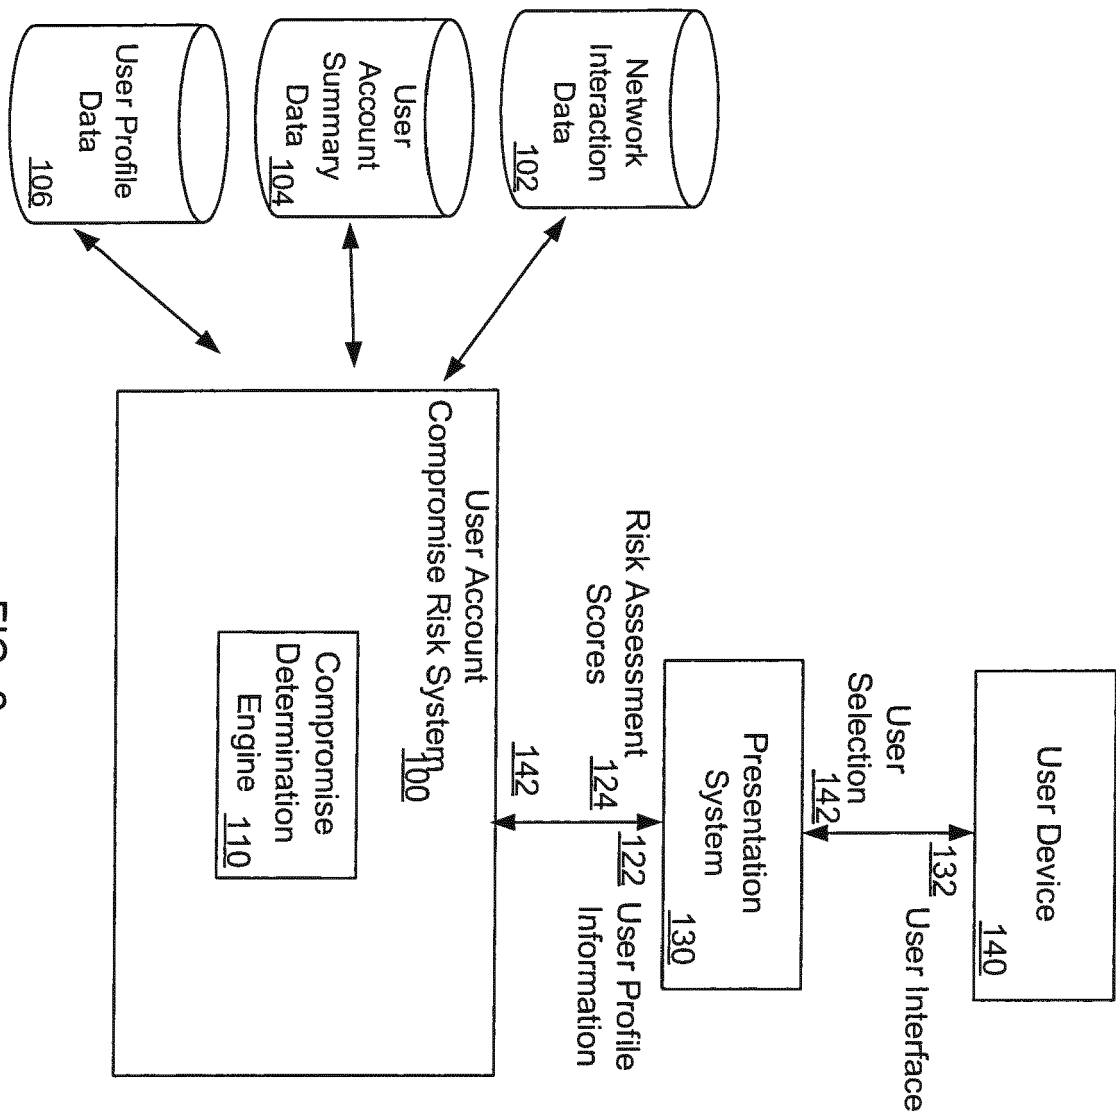 User Device
140
132 User Interface
User
Selection
142
Presentation
System
130
Risk Assessment
Scores
124
122 User Profile
Information
142
Network
Interaction
Data
102
User
Account
Summary
Data 104
User Profile
Data
106
User Account
Compromise Risk System
100
Compromise
Determination
Engine 110
FIG.